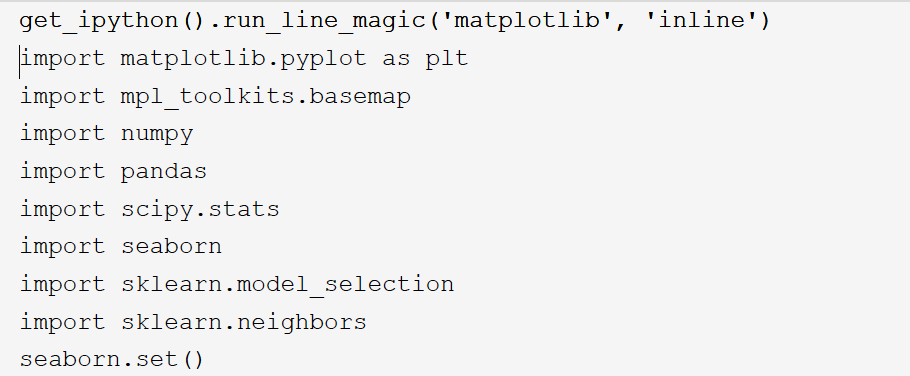 get_ipython().run_line_magic('matplotlib', 'inline')
import matplotlib.pyplot as plt
import mpl_toolkits.basemap
import numpy
import pandas
import scipy.stats
import seaborn
import sklearn.model_selection
import sklearn.neighbors
seaborn.set()